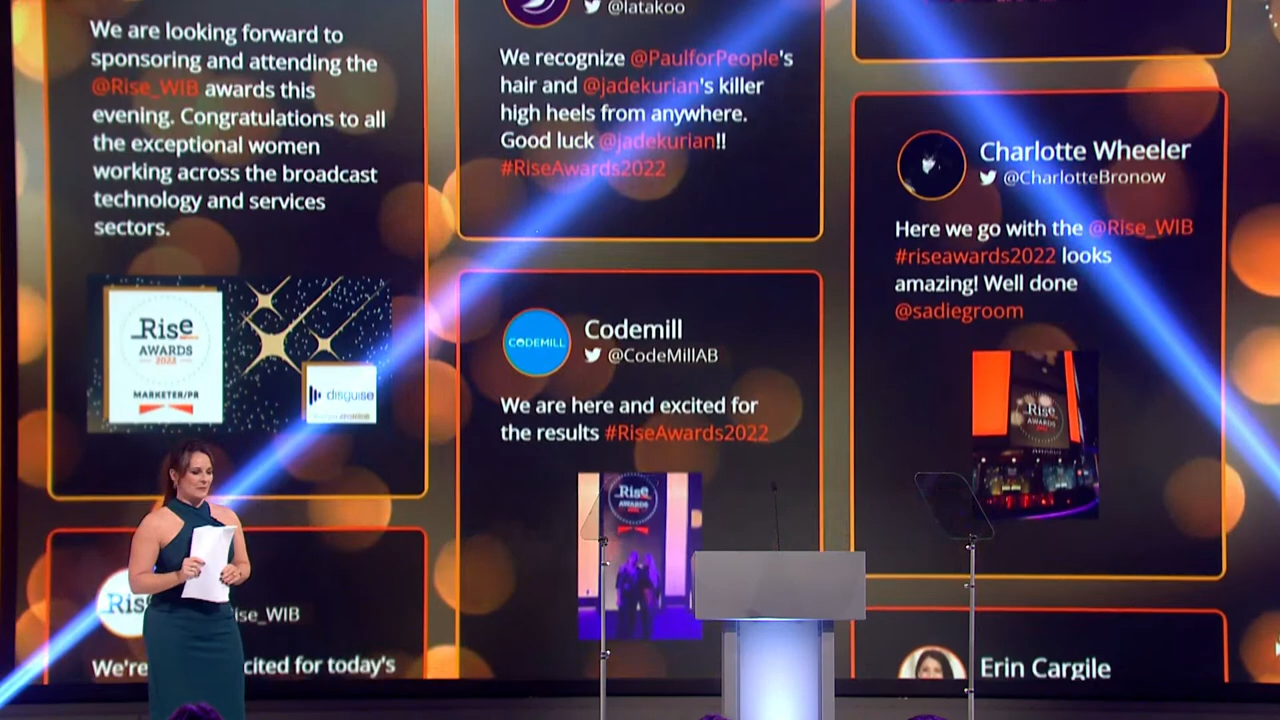 We are looking forward to
sponsoring and attending the
@Rise_WIB awards this
evening. Congratulations to all
the exceptional women
working across the broadcast
technology and services
sectors.
Rise
AWARDS
2022
MARKETER/PR
disguise
Ris
ise_WIB
We're
cited for today's
@latakoo
We recognize @PaulforPeople's
hair and @jadekurian's killer
high heels from anywhere.
Good luck @jadekurian!!
#RiseAwards2022
CODEMILL
Codemill
@CodeMillAB
We are here and excited for
the results #RiseAwards2022
Rise
AWARDS
Charlotte Wheeler
@CharlotteBronow
Here we go with the @Rise_WIB
#riseawards2022 looks
amazing! Well done
@sadiegroom
Rise
AWARDS
Erin Cargile